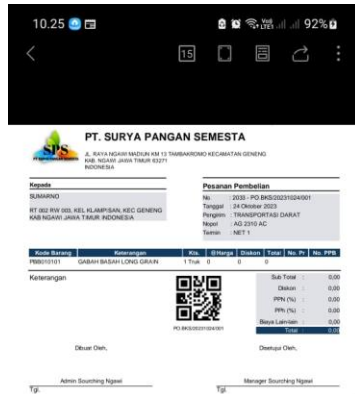 10.25
92%
15
SPS
PT. SURYA PANGAN SEMESTA
JL. RAYA NGAWI MADIUN KM 13 TAMBAKROMO KECAMATAN GENENG
KAB. NGAWI JAWA TIMUR 63271
INDONESIA
Kepada
SUMARNO
RT 002 RW 003, KEL KLAMPISAN, KEC GENENG
KAB NGAWI JAWA TIMUR INDONESIA
Pesanan Pembelian
No. : 2030 - PO.BKS/20231024/001
Tanggal : 24 Oktober 2023
Pengirim : TRANSPORTASI DARAT
Nopol : AG 2310 AC
Termin : NET 1
Kode Barang Keterangan Kts. @Harga Diskon Total No. Pr No. PPB
PBB010101 GABAH BASAH LONG GRAIN 1 Truk 0 0
Keterangan
PO.BKS/20231024/001
Sub Total : 0,00
Diskon : 0,00
PPN (%) : 0,00
PPh (%) : 0,00
Biaya Lain-lain : 0,00
Total : 0,00
Dibuat Oleh,
Disetujui Oleh,
Admin Sourching Ngawi
Manager Sourching Ngawi
Tgl.
Tgl.